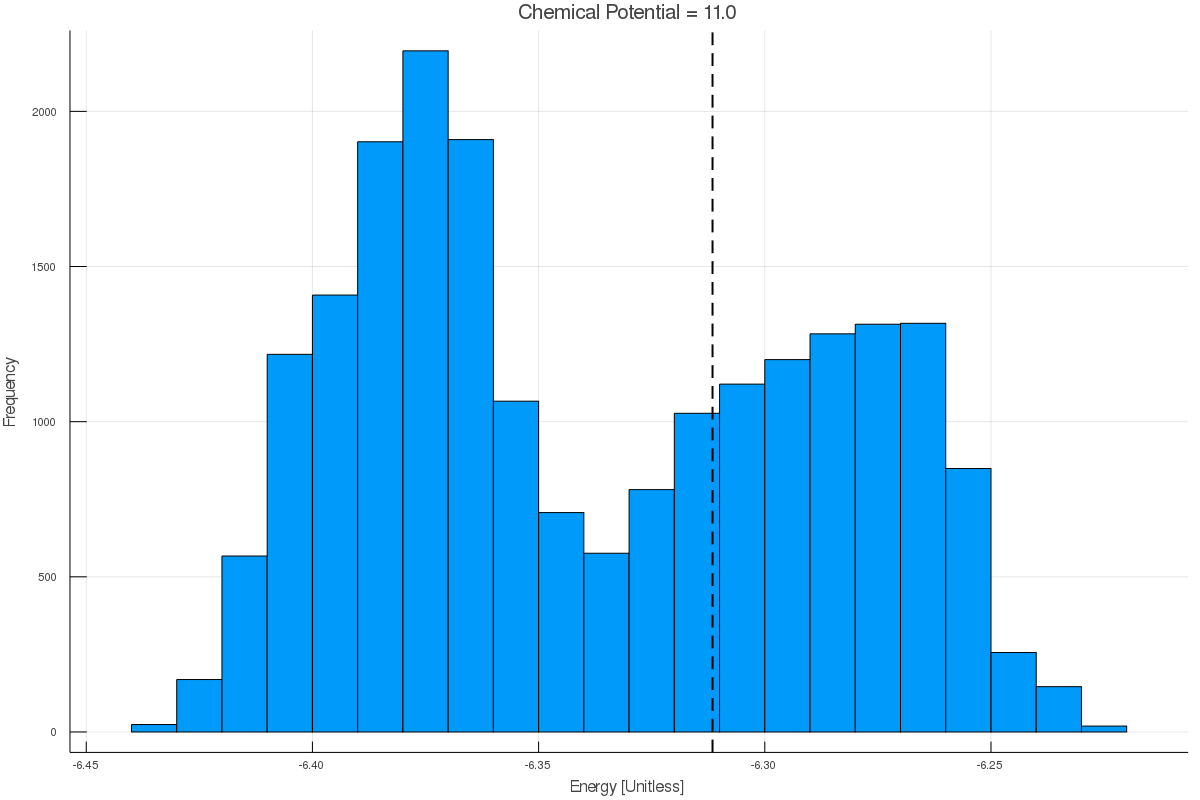 Chemical Potential = 11.0
Frequency
2000
1500
1000
500
0
-6.45 -6.40 -6.35 -6.30 -6.25
Energy [Unitless]